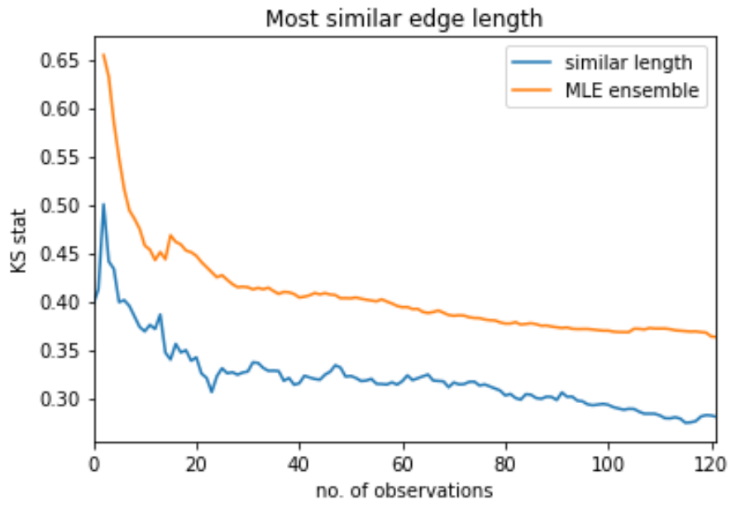 Most similar edge length
similar length
MLE ensemble
KS stat
0.65
0.60
0.55
0.50
0.45
0.40
0.35
0.30
0 20 40 60 80 100 120
no. of observations